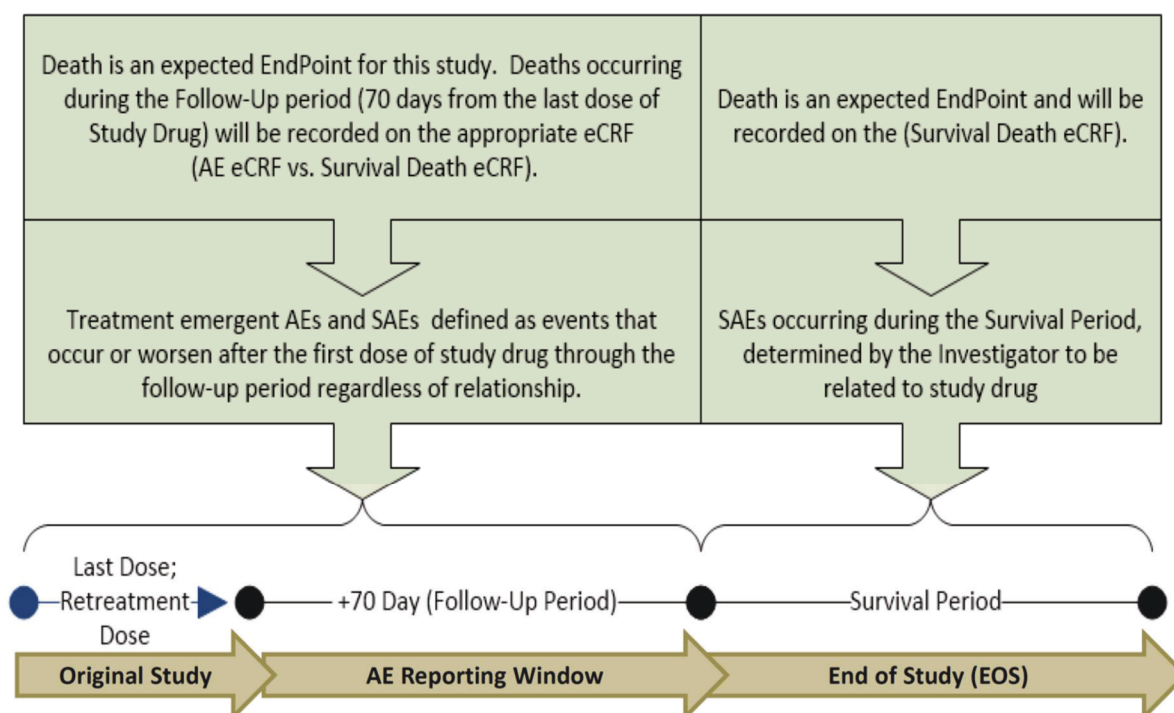 Death is an expected EndPoint for this study.  Deaths occurring
during the Follow-Up period (70 days from the last dose of
Study Drug) will be recorded on the appropriate eCRF
(AE eCRF vs. Survival Death eCRF).
Death is an expected EndPoint and will be
recorded on the (Survival Death eCRF).
Treatment emergent AEs and SAEs  defined as events that
occur or worsen after the first dose of study drug through the
follow-up period regardless of relationship.
SAEs occurring during the Survival Period,
determined by the Investigator to be
related to study drug
Last Dose;
Retreatment
Dose
+70 Day (Follow-Up Period)
Survival Period
Original Study
AE Reporting Window
End of Study (EOS)